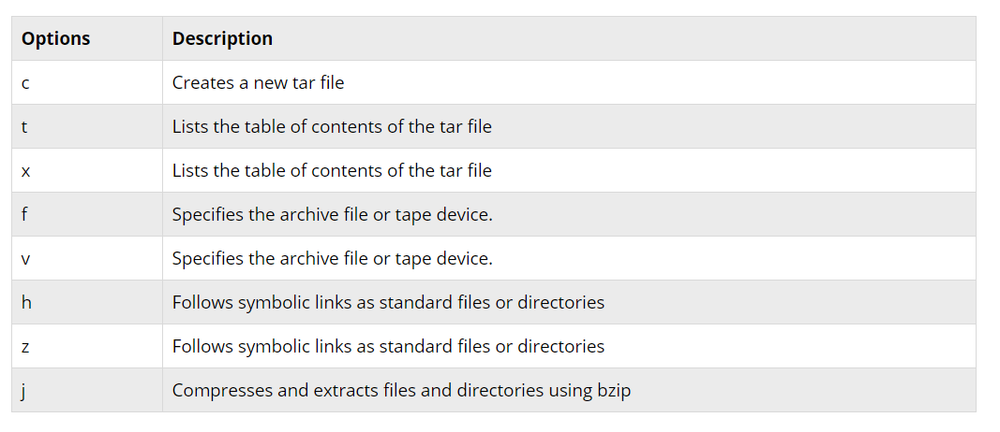 Options Description
c Creates a new tar file
t Lists the table of contents of the tar file
x Lists the table of contents of the tar file
f Specifies the archive file or tape device.
v Specifies the archive file or tape device.
h Follows symbolic links as standard files or directories
z Follows symbolic links as standard files or directories
j Compresses and extracts files and directories using bzip